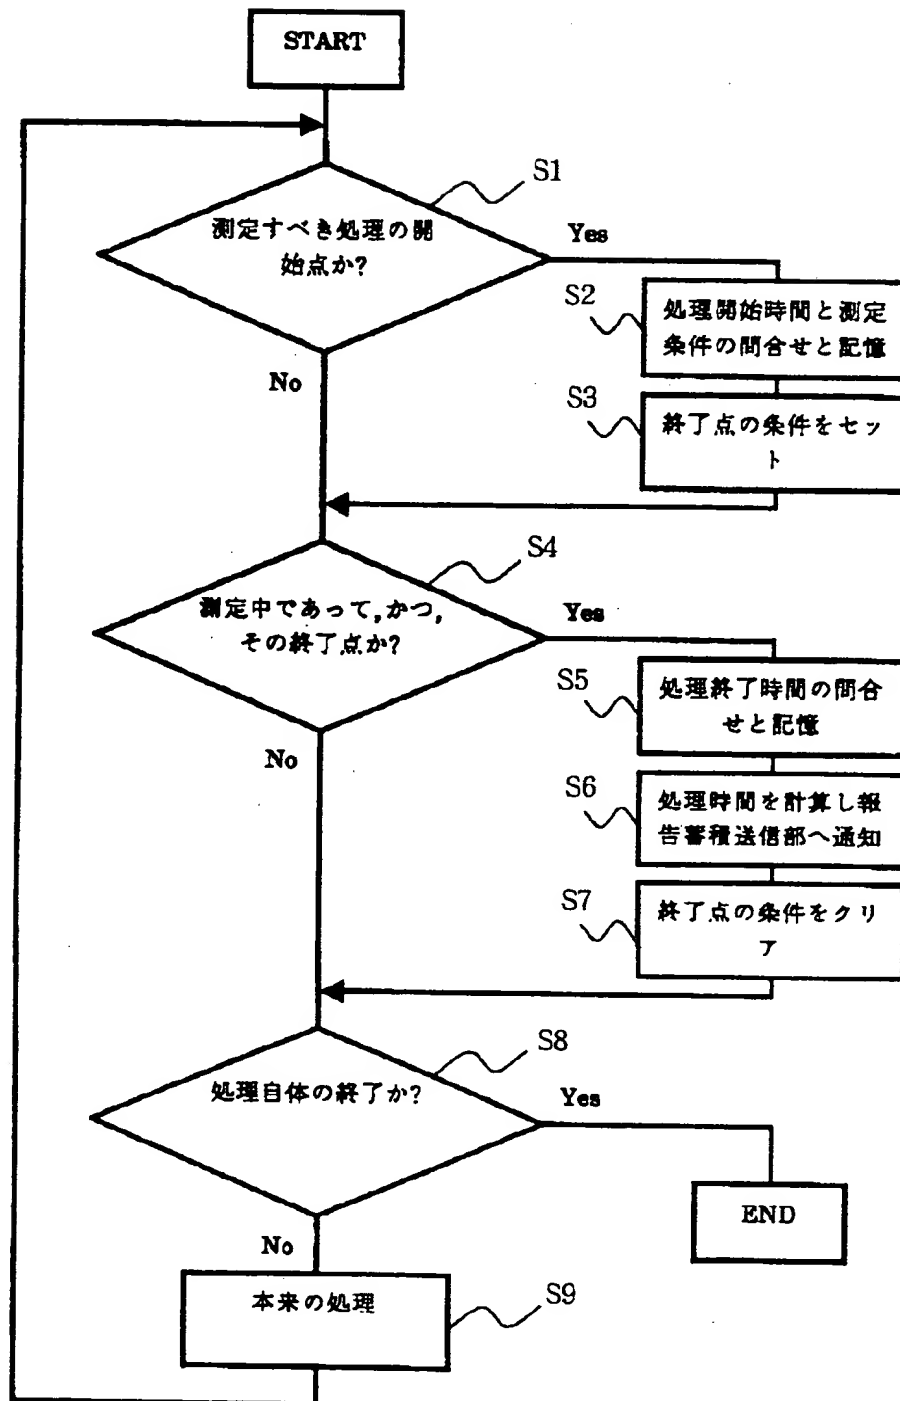 START
S1
測定すべき処理の開
始点か?
Yes
No
S2
処理開始時間と測定
条件の問合せと記憶
S3
終了点の条件をセッ
ト
S4
測定中であって,かつ,
その終了点か?
Yes
No
S5
処理終了時間の問合
せと記憶
S6
処理時間を計算し報
告蓄積送信部へ通知
S7
終了点の条件をクリ
ア
S8
処理自体の終了か?
Yes
No
END
本来の処理
S9